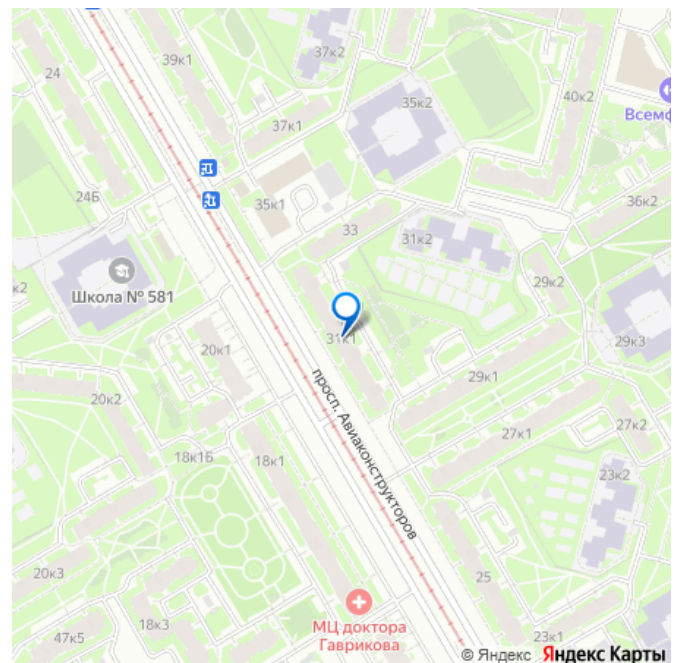 39к1
37к2
24
35к2
40к2
Всемф
37к1
24Б
35к1
33
36к2
31к2
29к2
к2
Школа № 581
31к1
29к3
20к1
29к1
просп. Авиаконструкторов
20к2
27к1
27к2
18к1Б
18к1
23к2
20к3
25
МЦ доктора
Гаврикова
47к5
18к3
23к1
© Яндекс Яндекс Карты